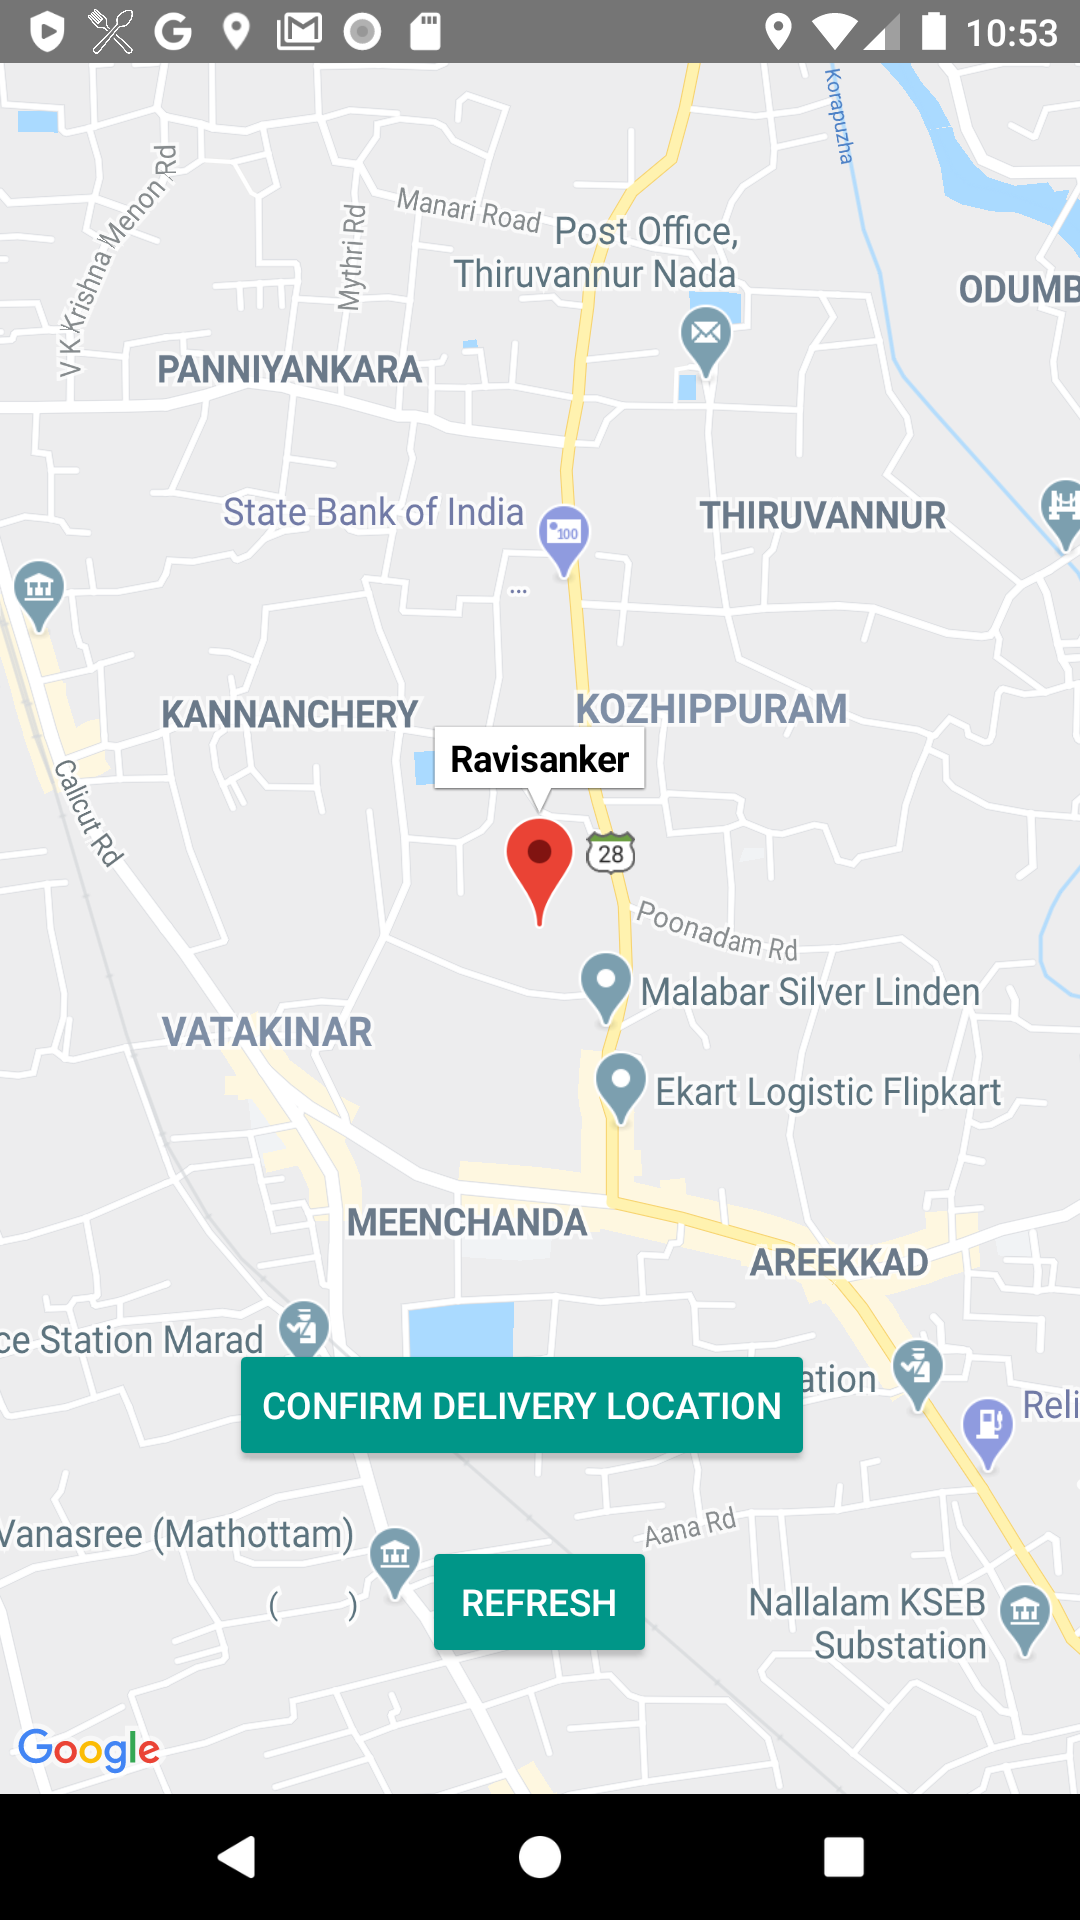 10:53
Korapuzha
V K Krishna Menon Rd
Mythri Rd
Manari Road
Post Office,
Thiruvannur Nada
ODUMB
PANNIYANKARA
State Bank of India
100
...
THIRUVANNUR
KANNANCHERY
KOZHIPPURAM
Ravisanker
Calicut Rd
28
Poonadam Rd
Malabar Silver Linden
VATAKINAR
Ekart Logistic Flipkart
MEENCHANDA
AREEKKAD
ce Station Marad
ation
CONFIRM DELIVERY LOCATION
Reli
Vanasree (Mathottam)
( )
Aana Rd
REFRESH
Nallalam KSEB
Substation
Google